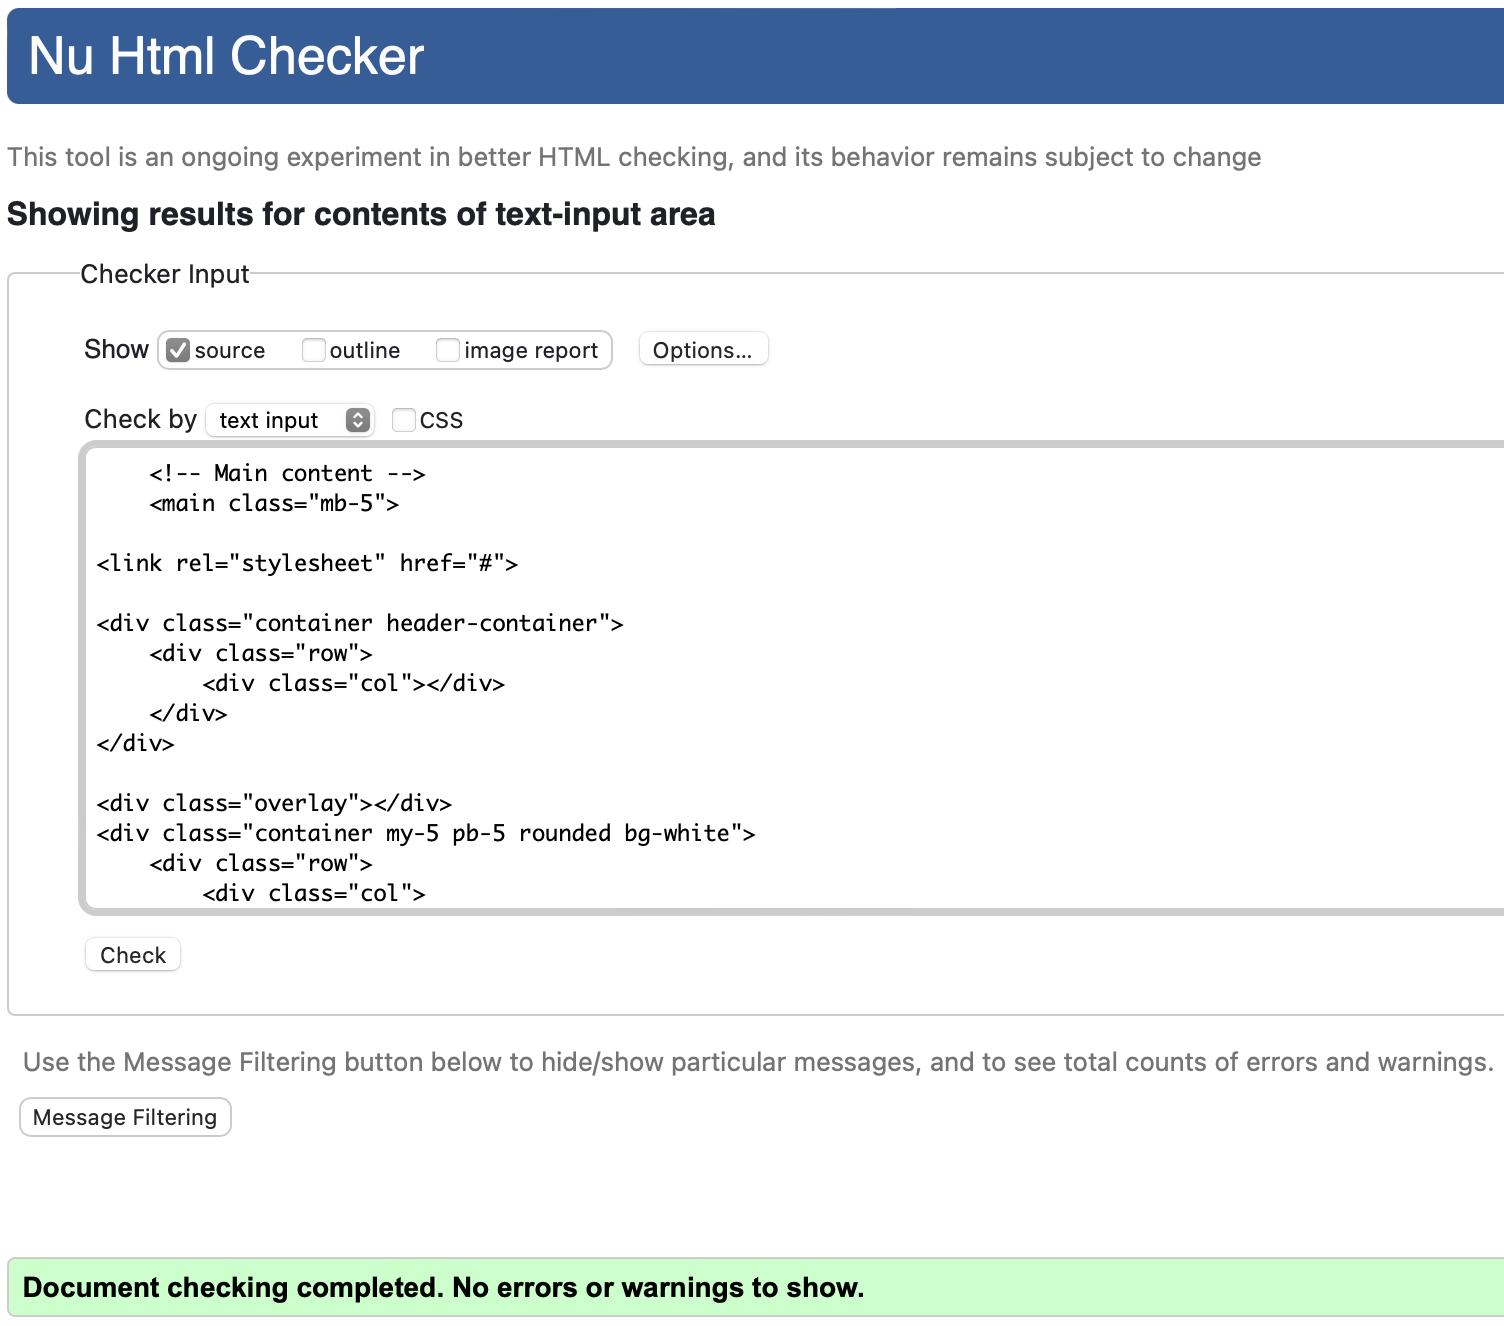 Nu Html Checker
This tool is an ongoing experiment in better HTML checking, and its behavior remains subject to change
Showing results for contents of text-input area
Checker Input
Show source outline image report Options...
Check by text input CSS
<!-- Main content -->
<main class="mb-5">
<link rel="stylesheet" href="#">
<div class="container header-container">
<div class="row">
<div class="col"></div>
</div>
</div>
<div class="overlay"></div>
<div class="container my-5 pb-5 rounded bg-white">
<div class="row">
<div class="col">
Check
Use the Message Filtering button below to hide/show particular messages, and to see total counts of errors and warnings.
Message Filtering
Document checking completed. No errors or warnings to show.